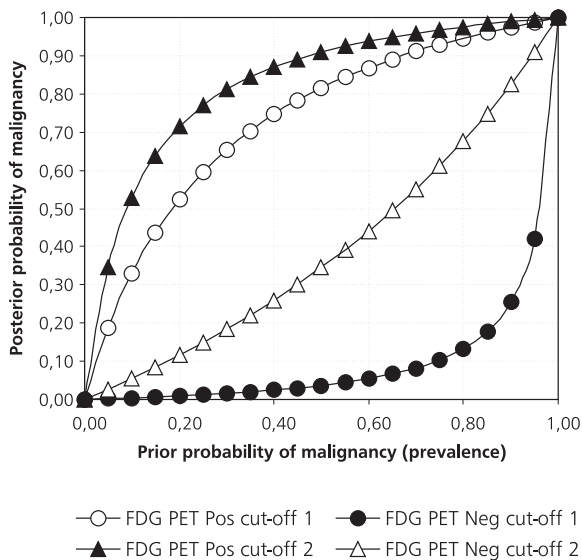 1,00
0,90
0,80
0,70
0,60
0,50
0,40
0,30
0,20
0,10
0,00
Posterior probability of malignancy
0,00 0,20 0,40 0,60 0,80 1,00
Prior probability of malignancy (prevalence)
FDG PET Pos cut-off 1 FDG PET Neg cut-off 1
FDG PET Pos cut-off 2 FDG PET Neg cut-off 2